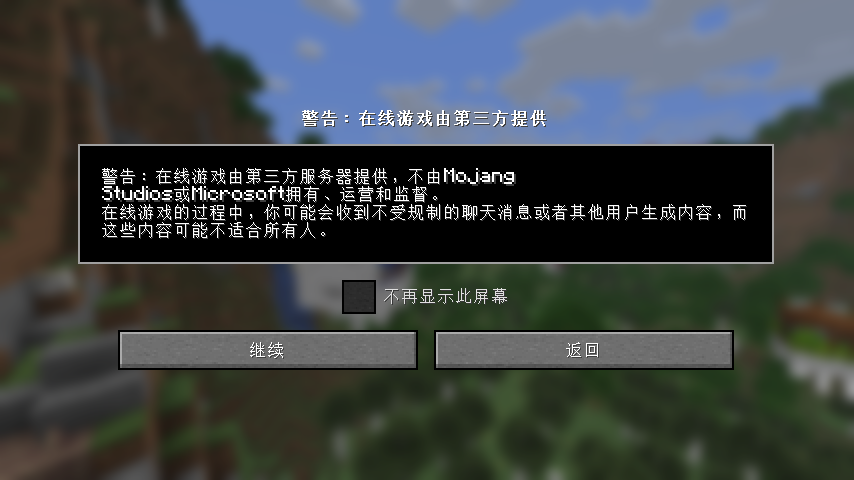 警告：在线游戏由第三方提供
警告：在线游戏由第三方服务器提供，不由Mojang
Studios或Microsoft拥有、运营和监督。
在线游戏的过程中，你可能会收到不受规制的聊天消息或者其他用户生成内容，而
这些内容可能不适合所有人。
不再显示此屏幕
继续
返回